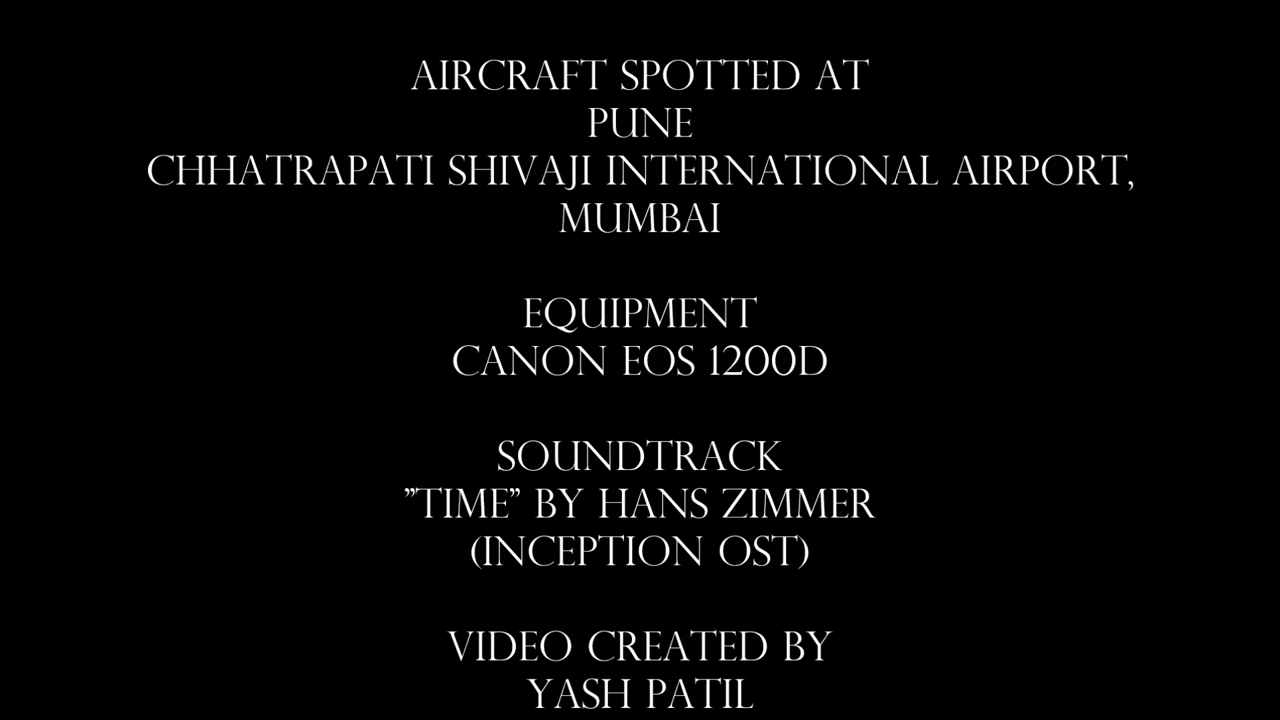 AIRCRAFT SPOTTED AT
PUNE
CHHATRAPATI SHIVAJI INTERNATIONAL AIRPORT,
MUMBAI
EQUIPMENT
CANON EOS 1200D
SOUNDTRACK
"TIME" BY HANS ZIMMER
(INCEPTION OST)
VIDEO CREATED BY
YASH PATIL